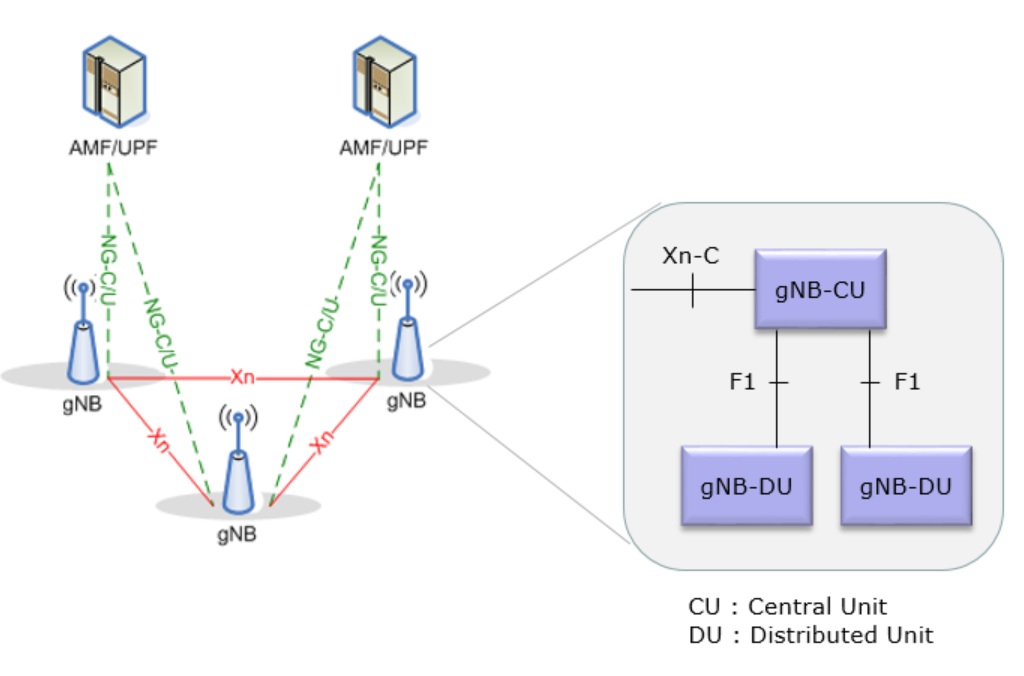 AMF/UPF
AMF/UPF
NG-C/U
NG-C/U
NG-C/U
NG-C/U
Xn
Xn
Xn
gNB
gNB
gNB
Xn-C
gNB-CU
F1
F1
gNB-DU
gNB-DU
CU : Central Unit
DU : Distributed Unit